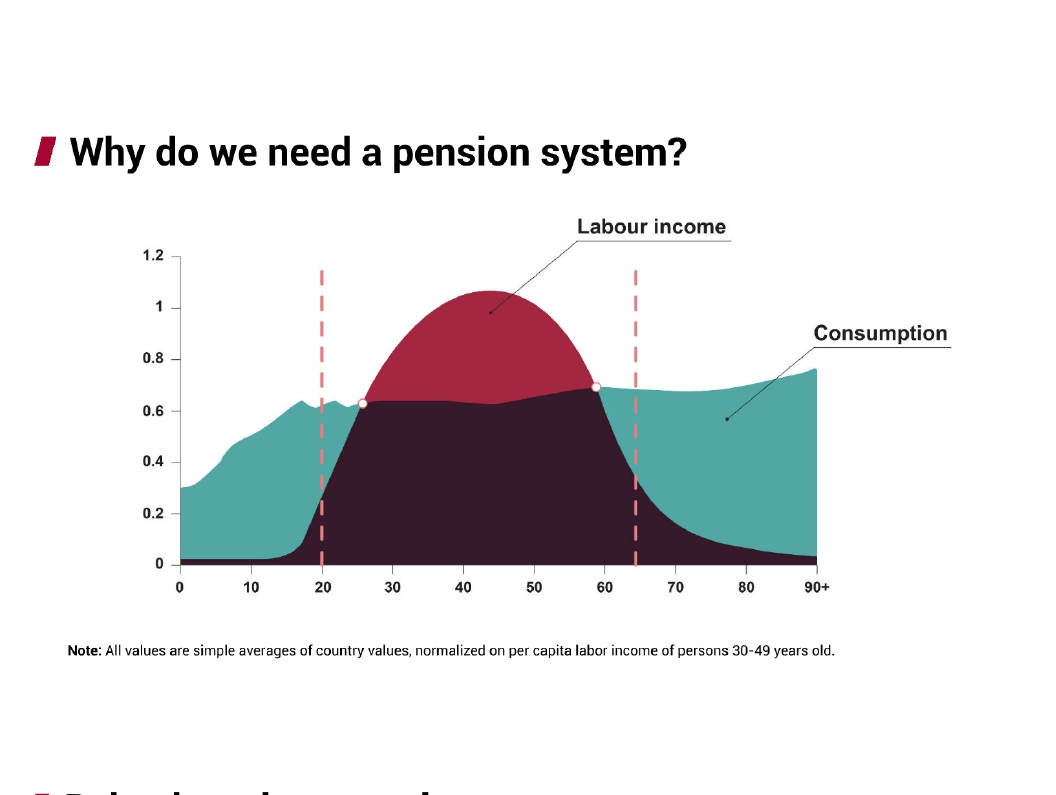 Why do we need a pension system?
Labour income
1.2
1
Consumption
0.8
0.6
0.4
0.2
0
0 10 20 30 40 50 60 70 80 90+
Note: All values are simple averages of country values, normalized on per capita labor income of persons 30-49 years old.